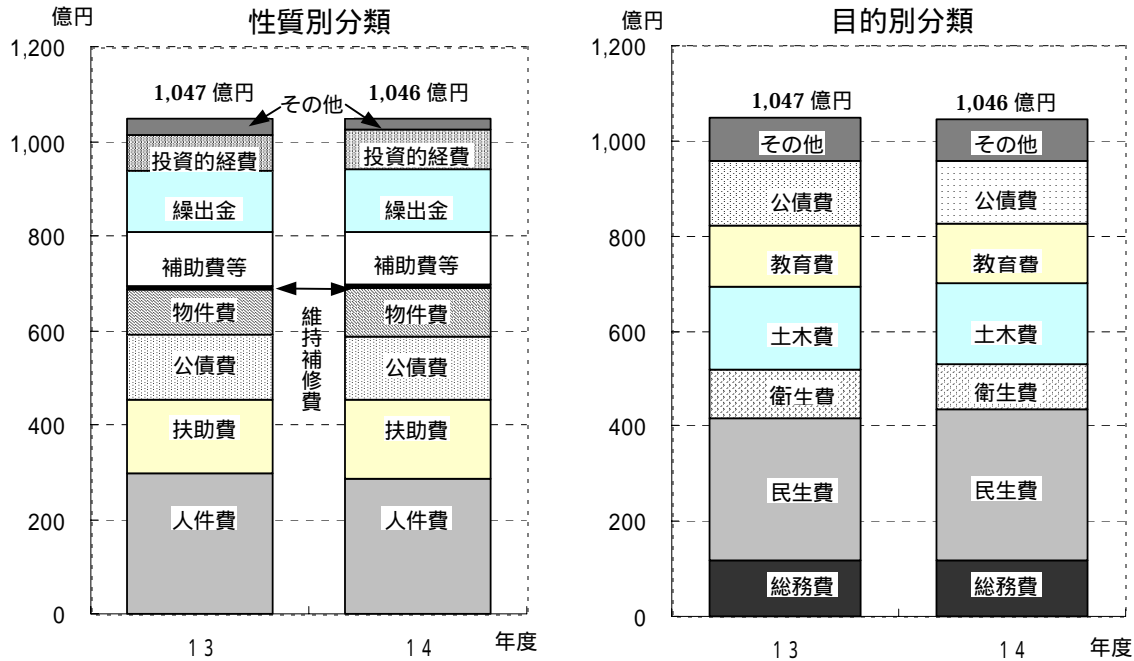 性質別分類
億円
1,200
1,000
800
600
400
200
0
1,047 億円
その他
1,046 億円
投資的経費
投資的経費
繰出金
繰出金
補助費等
補助費等
維持補修費
物件費
物件費
公債費
公債費
扶助費
扶助費
人件費
人件費
13
14
年度
目的別分類
億円
1,200
1,000
800
600
400
200
0
1,047 億円
1,046 億円
その他
その他
公債費
公債費
教育費
教育費
土木費
土木費
衛生費
衛生費
民生費
民生費
総務費
総務費
13
14
年度